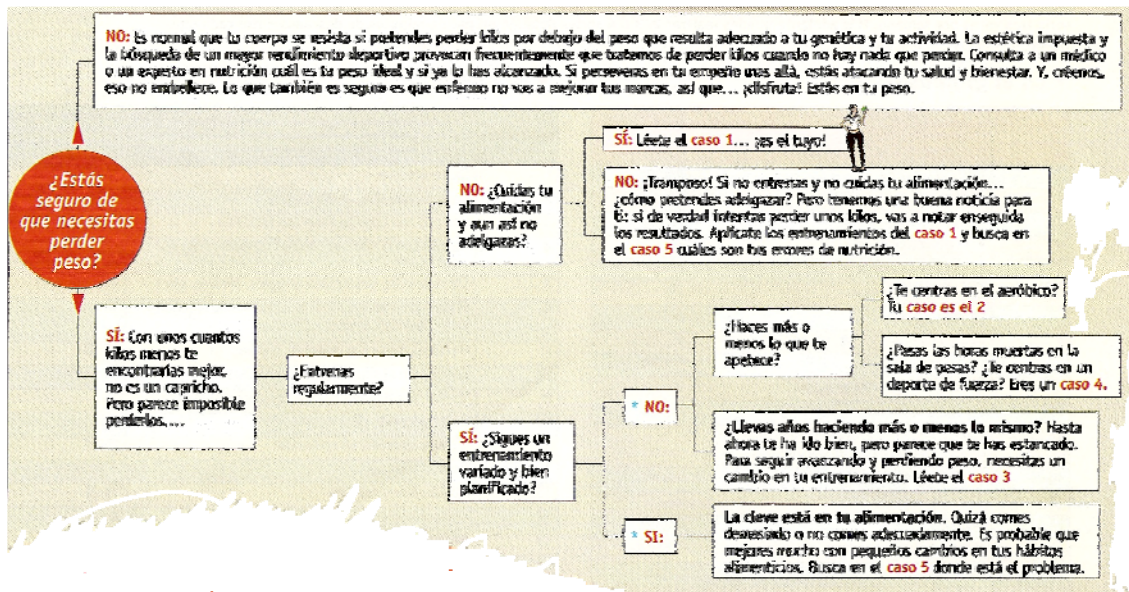 NO: Es normal que tu cuerpo se resista si pretendes perder kilos por debajo del peso que resulta adecuado a tu genética y tu actividad. La estética impuesta y
la búsqueda de un mayor rendimiento deportivo provocan frecuentemente que tratemos de perder kilos cuando no hay nada que perder. Consulta a un médico
o un experto en nutrición cuál es tu peso ideal y si ya lo has alcanzado. Si perseveras en tu empeño mas allá, estás atacando tu salud y bienestar. Y, créenos,
eso no embellece. Lo que también es seguro es que enfermo no vas a mejorar tus marcas, así que... ¡disfruta! Estás en tu peso.
¿Estás
seguro de
que necesitas
perder
peso?
SÍ: Con unos cuantos
kilos menos te
encontrarías mejor,
no es un capricho.
Pero parece imposible
perderlos....
¿Entrenas
regularmente?
NO: ¿Cuidas tu
alimentación
y aun así no
adelgazas?
SÍ: Léete el caso 1... ¡es el tuyo!
NO: ¡Tramposo! Si no entrenas y no cuidas tu alimentación...
¿cómo pretendes adelgazar? Pero tenemos una buena noticia para
ti: si de verdad intentas perder unos kilos, vas a notar enseguida
los resultados. Aplícate los entrenamientos del caso 1 y busca en
el caso 5 cuáles son tus errores de nutrición.
SÍ: ¿Sigues un
entrenamiento
variado y bien
planificado?
* NO:
¿Haces más o
menos lo que te
apetece?
¿Te centras en el aeróbico?
Tu caso es el 2
¿Pasas las horas muertas en la
sala de pesas? ¿Te centras en un
deporte de fuerza? Eres un caso 4.
¿Llevas años haciendo más o menos lo mismo? Hasta
ahora te ha ido bien, pero parece que te has estancado.
Para seguir avanzando y perdiendo peso, necesitas un
cambio en tu entrenamiento. Léete el caso 3
* SI:
La clave está en tu alimentación. Quizá comes
demasiado o no comes adecuadamente. Es probable que
mejores mucho con pequeños cambios en tus hábitos
alimenticios. Busca en el caso 5 donde está el problema.